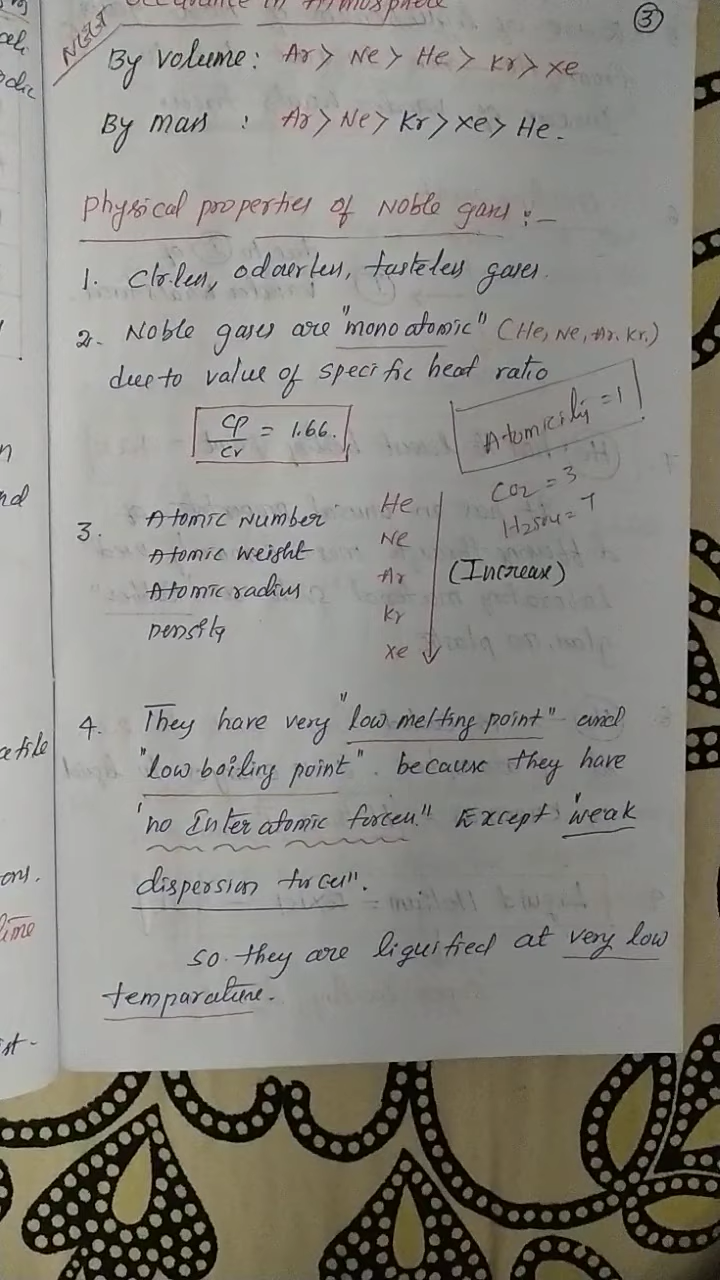 Occurance in Atmosphere
③
NCERT
By volume: Ar > Ne > He > Kr > Xe
By mass : Ar > Ne > Kr > Xe > He.
Physical properties of Noble gases :-
1. Clrless, odourless, tasteless gases.
2. Noble gases are "mono atomic" (He, Ne, Ar, Kr.)
due to value of specific heat ratio
Cp/Cv = 1.66.
Atomicity = 1
CO2 = 3
H2SO4 = 7
3. Atomic Number
Atomic weight
Atomic radius
Density
He
Ne
Ar
Kr
Xe
(Increase)
4. They have very "low melting point" and
"low boiling point". because they have
'no Inter atomic forces." Except "weak
dispersion forces".
so. they are liquified at very low
temparature.